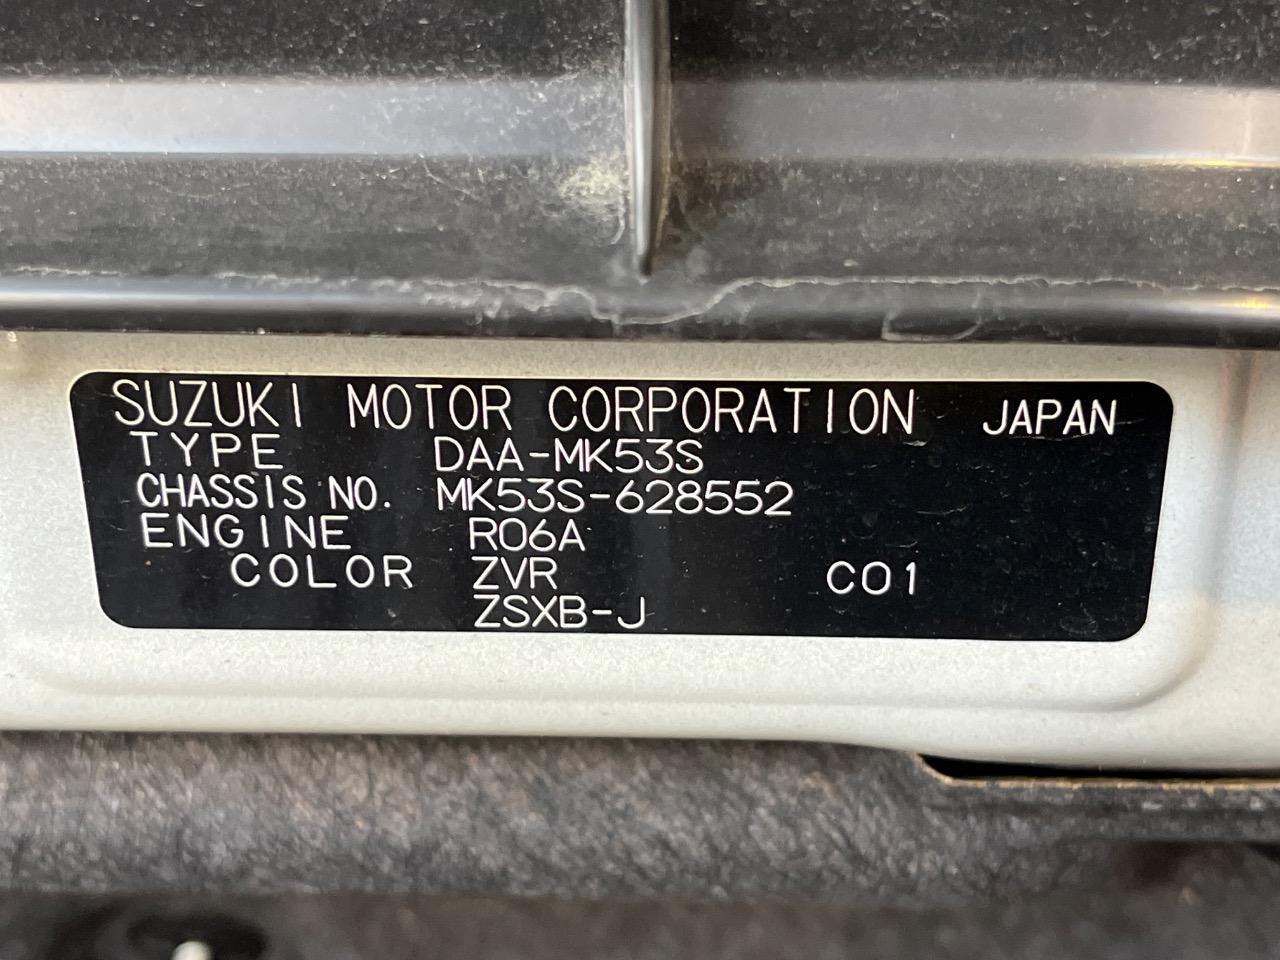 SUZUKI MOTOR CORPORATION JAPAN
TYPE DAA-MK53S
CHASSIS NO. MK53S-628552
ENGINE R06A
COLOR ZVR C01
ZSXB-J